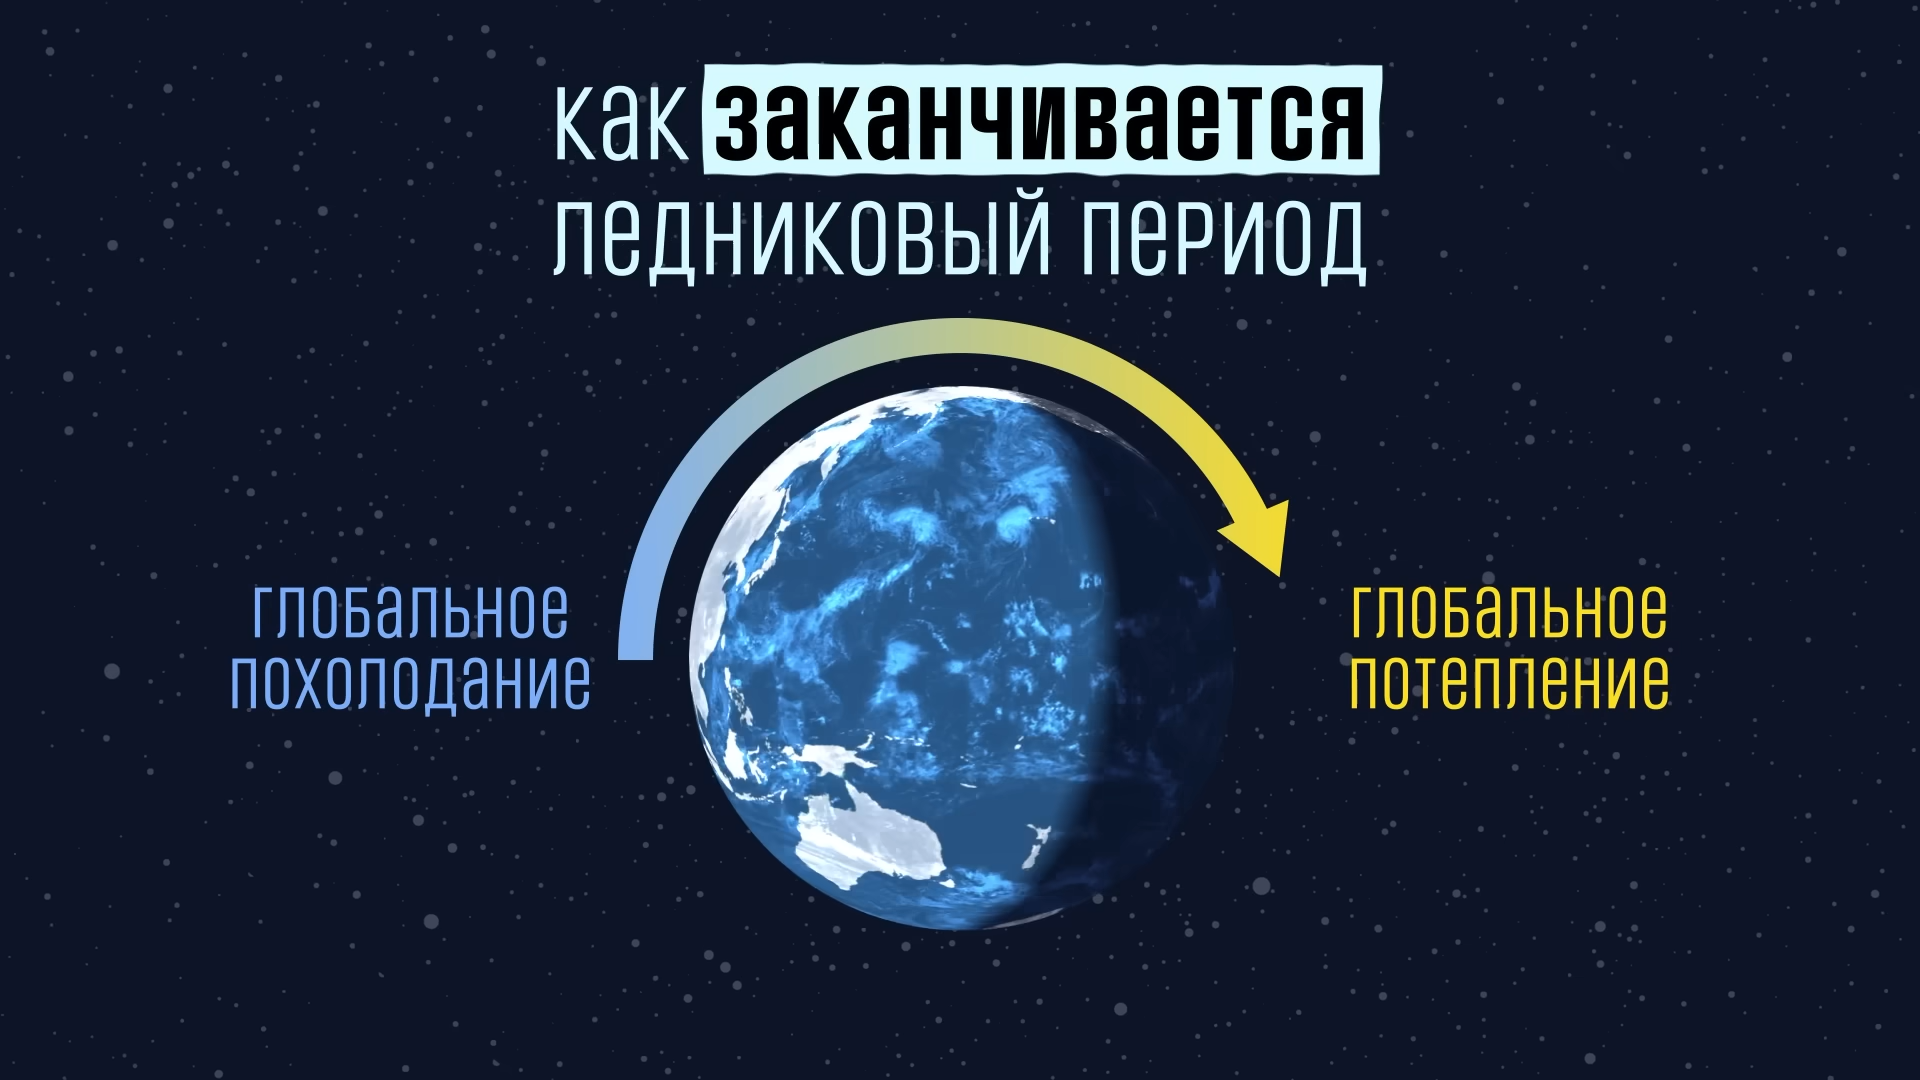 как заканчивается
ледниковый период
глобальное
похолодание
глобальное
потепление